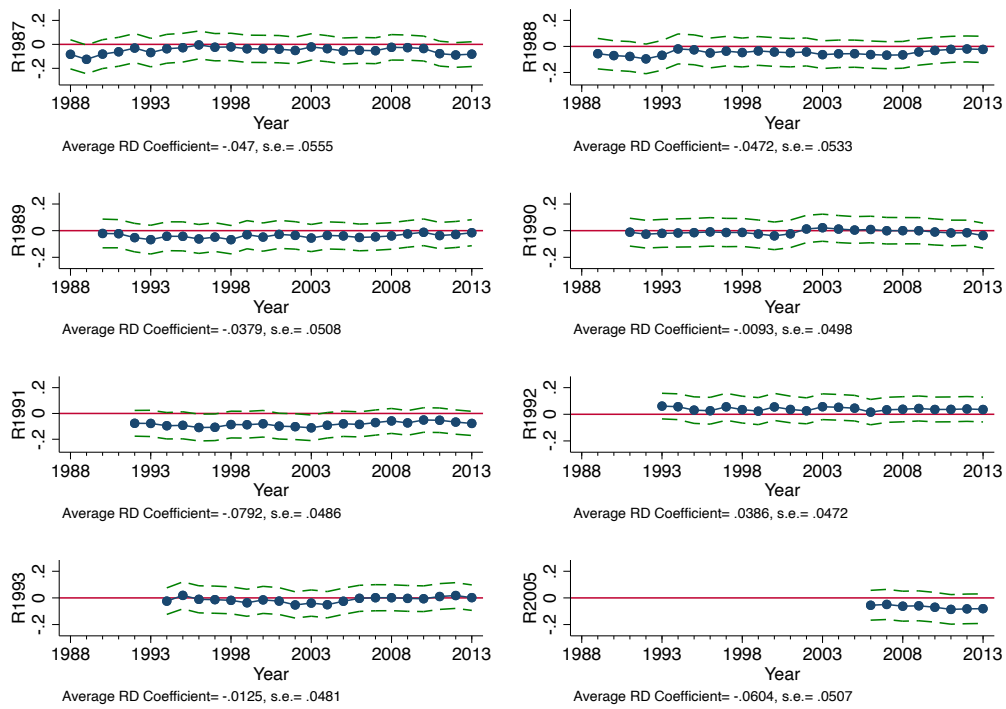 R1987
.2
0
-.2
1988 1993 1998 2003 2008 2013
Year
Average RD Coefficient= -.047, s.e.= .0555
R1988
.2
0
-.2
1988 1993 1998 2003 2008 2013
Year
Average RD Coefficient= -.0472, s.e.= .0533
R1989
.2
0
-.2
1988 1993 1998 2003 2008 2013
Year
Average RD Coefficient= -.0379, s.e.= .0508
R1990
.2
0
-.2
1988 1993 1998 2003 2008 2013
Year
Average RD Coefficient= -.0093, s.e.= .0498
R1991
.2
0
-.2
1988 1993 1998 2003 2008 2013
Year
Average RD Coefficient= -.0792, s.e.= .0486
R1992
.2
0
-.2
1988 1993 1998 2003 2008 2013
Year
Average RD Coefficient= .0386, s.e.= .0472
R1993
.2
0
-.2
1988 1993 1998 2003 2008 2013
Year
Average RD Coefficient= -.0125, s.e.= .0481
R2005
.2
0
-.2
1988 1993 1998 2003 2008 2013
Year
Average RD Coefficient= -.0604, s.e.= .0507